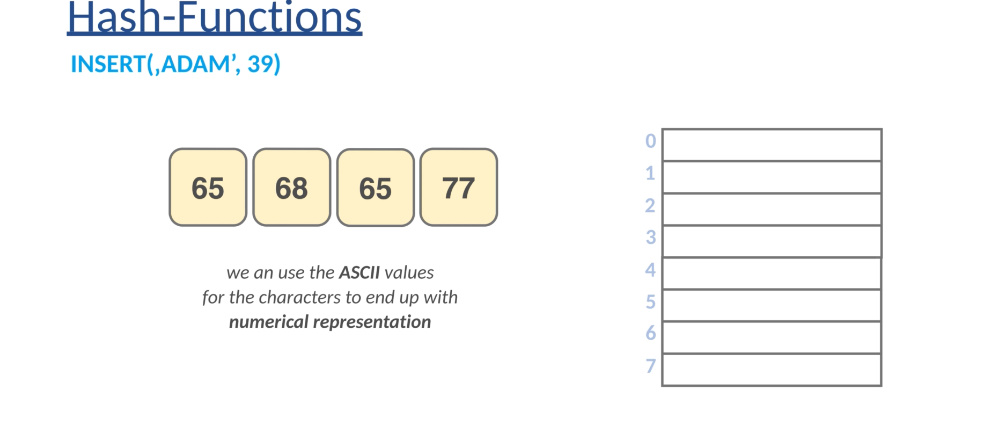 Hash-Functions
INSERT(‚ADAM’, 39)
65 68 65 77
we an use the ASCII values
for the characters to end up with
numerical representation
0
1
2
3
4
5
6
7